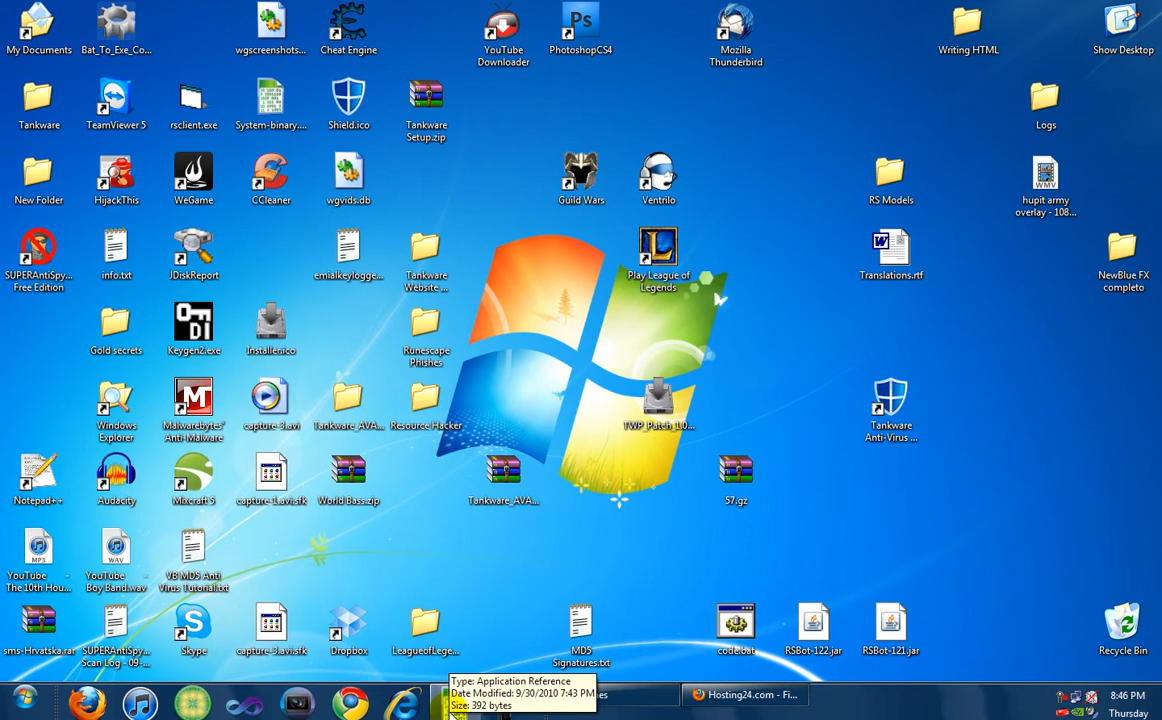 My Documents
Bat_To_Exe_Co...
wgscreenshots...
Cheat Engine
YouTube
Downloader
Ps
PhotoshopCS4
Mozilla
Thunderbird
Writing HTML
Show Desktop
Tankware
TeamViewer 5
rsclient.exe
System-binary....
Shield.ico
Tankware
Setup.zip
Logs
New Folder
HijackThis
WeGame
CCleaner
wgvids.db
Guild Wars
Ventrilo
RS Models
WMV
hupit army
overlay - 108...
SUPERAntiSpy...
Free Edition
info.txt
JDiskReport
emialkeylogge...
Tankware
Website ...
Play League of
Legends
Translations.rtf
NewBlue FX
completo
Gold secrets
Keygen2.exe
Installer.ico
Runescape
Phishes
Windows
Explorer
Malwarebytes'
Anti-Malware
capture-3.avi
Tankware_AVA...
Resource Hacker
TWP_Patch_1.0...
Tankware
Anti-Virus ...
Notepad++
Audacity
Mixcraft 5
capture-1.avi.sfk
World Bass.zip
Tankware_AVA...
57.gz
MP3
YouTube -
The 10th Hou...
WAV
YouTube -
Boy Band.wav
VB MD5 Anti
Virus Tutorial.txt
sms-Hrvatska.rar
SUPERAntiSpy...
Scan Log - 09-...
Skype
capture-3.avi.sfk
Dropbox
LeagueofLege...
MD5
Signatures.txt
code.bat
RSBot-122.jar
RSBot-121.jar
Recycle Bin
Type: Application Reference
Date Modified: 9/30/2010 7:43 PM
Size: 392 bytes
Hosting24.com - Fi...
8:46 PM
Thursday